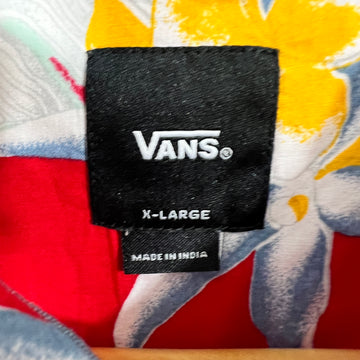 VANS®
X-LARGE
MADE IN INDIA